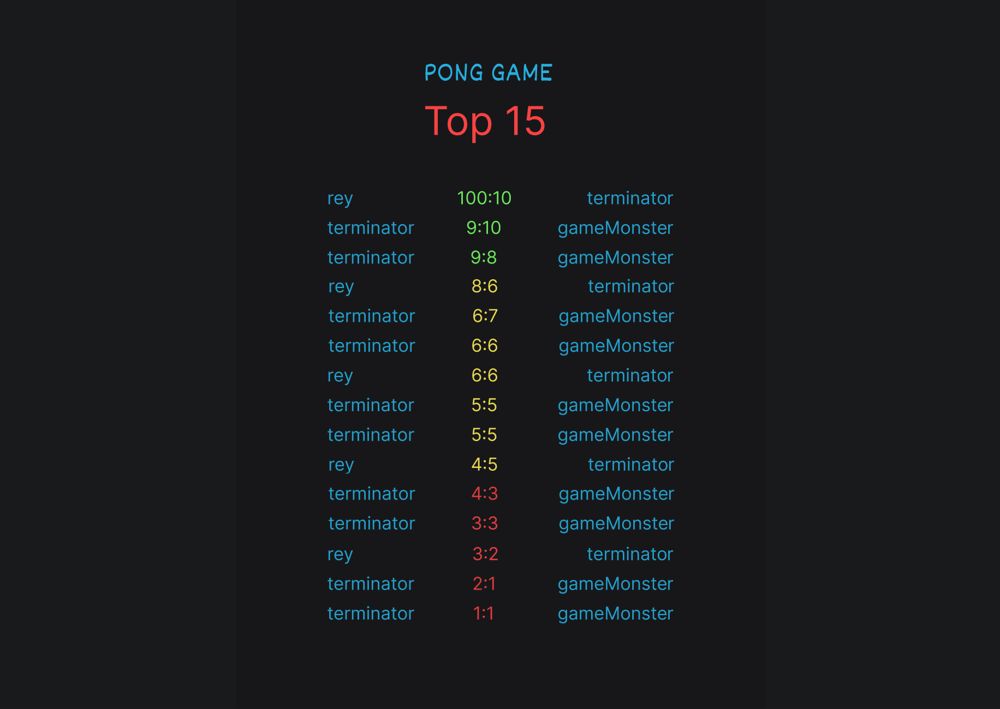 PONG GAME
Top 15
rey 100:10 terminator
terminator 9:10 gameMonster
terminator 9:8 gameMonster
rey 8:6 terminator
terminator 6:7 gameMonster
terminator 6:6 gameMonster
rey 6:6 terminator
terminator 5:5 gameMonster
terminator 5:5 gameMonster
rey 4:5 terminator
terminator 4:3 gameMonster
terminator 3:3 gameMonster
rey 3:2 terminator
terminator 2:1 gameMonster
terminator 1:1 gameMonster